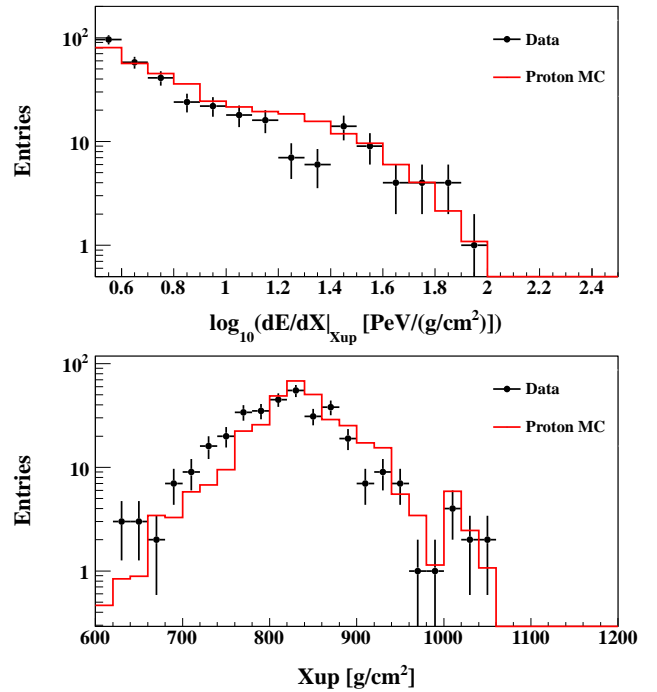 10²
10
1
Entries
Data
Proton MC
0.6 0.8 1 1.2 1.4 1.6 1.8 2 2.2 2.4
log₁₀(dE/dX|Xup [PeV/(g/cm²)])
10²
10
1
Entries
Data
Proton MC
600 700 800 900 1000 1100 1200
Xup [g/cm²]